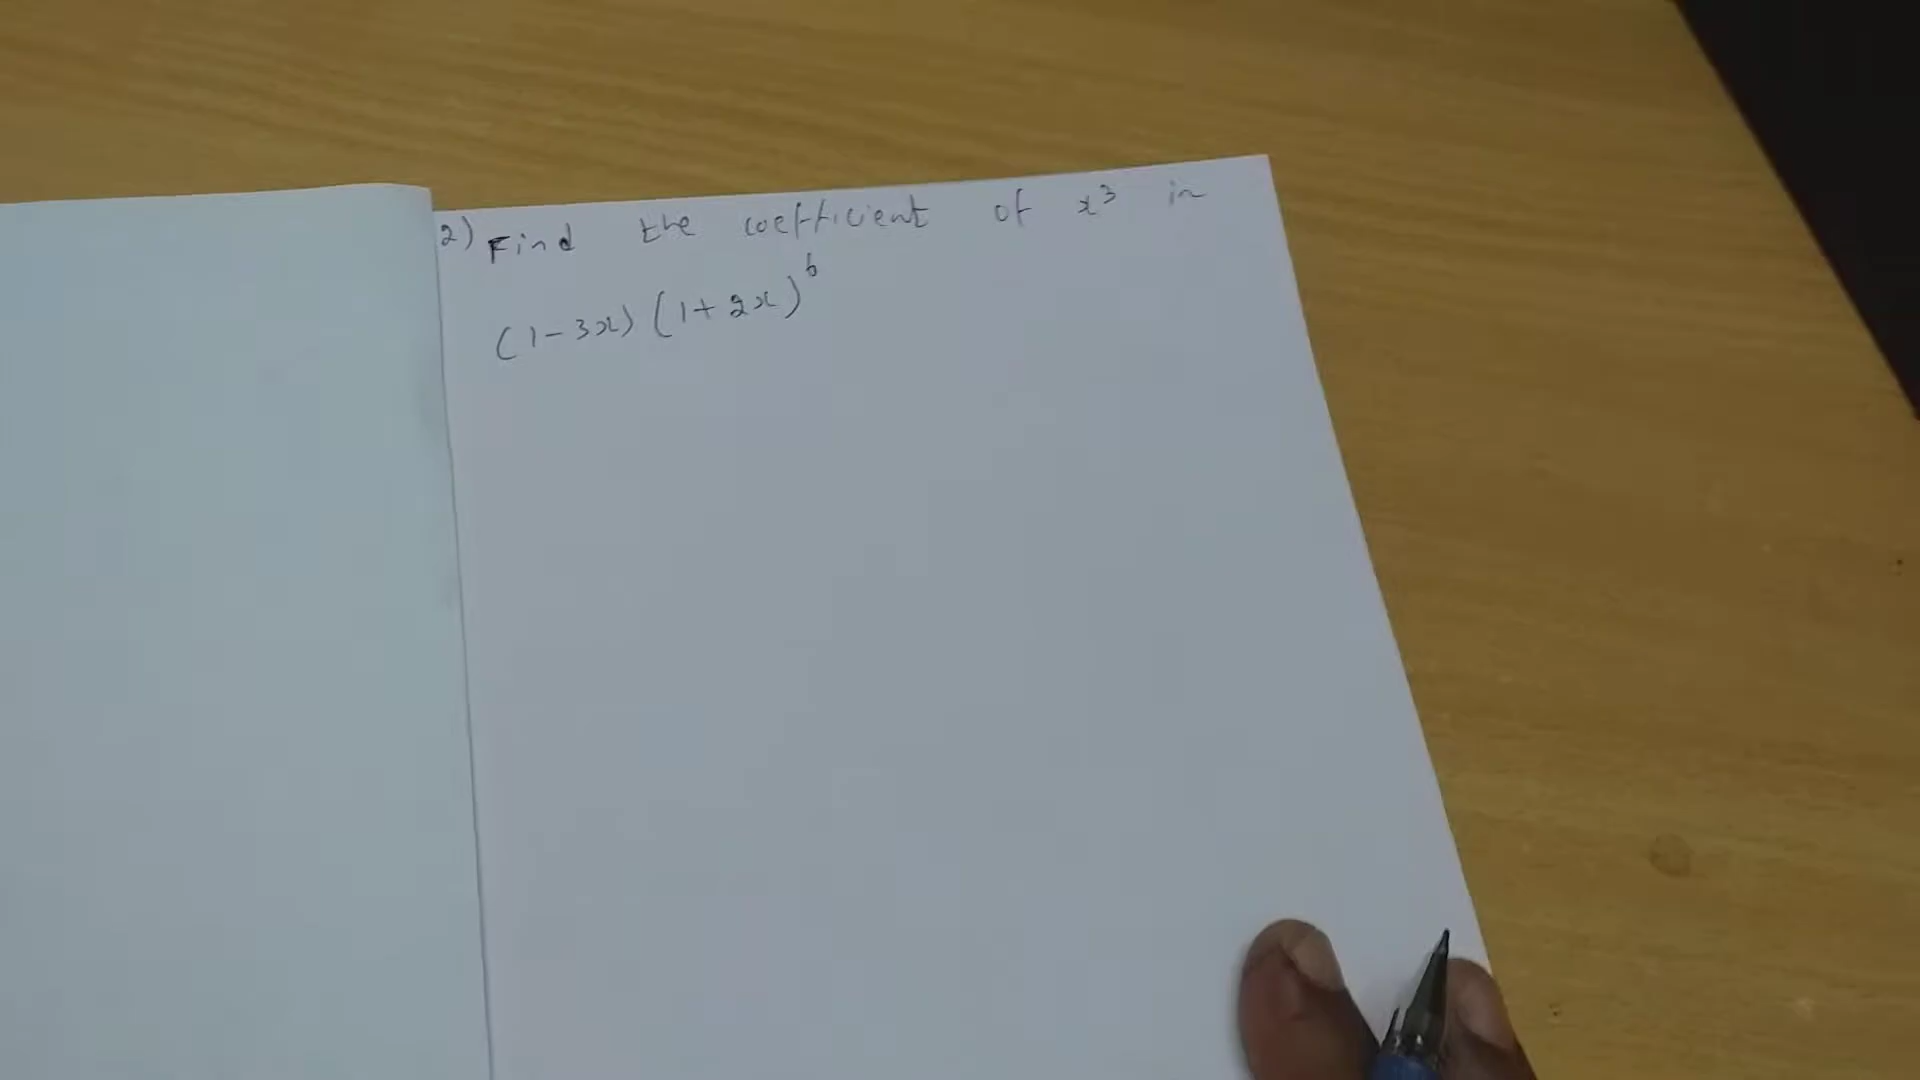 2) Find the coefficient of x³ in
(1-3x) (1+2x)⁶